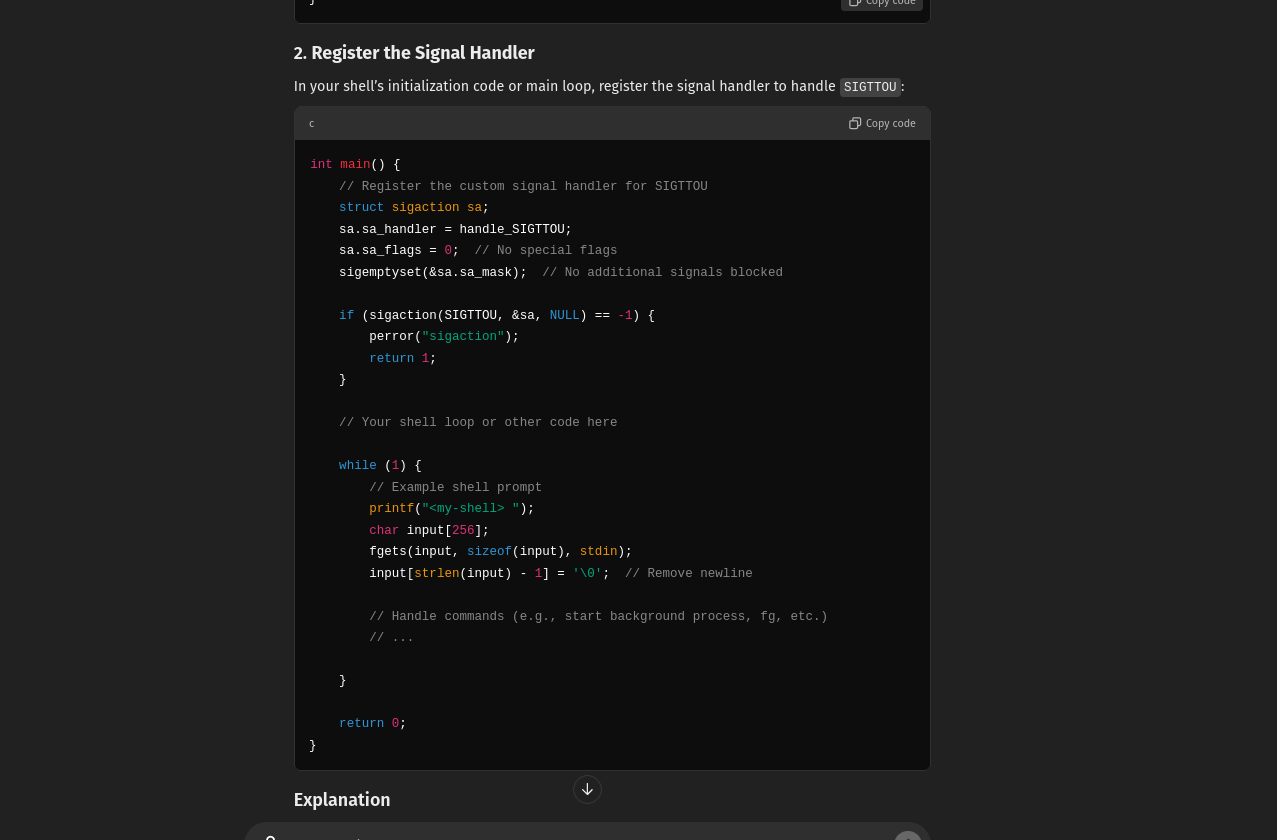 }
Copy code
2. Register the Signal Handler
In your shell’s initialization code or main loop, register the signal handler to handle SIGTTOU:
c
Copy code
int main() {
    // Register the custom signal handler for SIGTTOU
    struct sigaction sa;
    sa.sa_handler = handle_SIGTTOU;
    sa.sa_flags = 0;  // No special flags
    sigemptyset(&sa.sa_mask);  // No additional signals blocked

    if (sigaction(SIGTTOU, &sa, NULL) == -1) {
        perror("sigaction");
        return 1;
    }

    // Your shell loop or other code here

    while (1) {
        // Example shell prompt
        printf("<my-shell> ");
        char input[256];
        fgets(input, sizeof(input), stdin);
        input[strlen(input) - 1] = '\0';  // Remove newline

        // Handle commands (e.g., start background process, fg, etc.)
        // ...

    }

    return 0;
}
Explanation